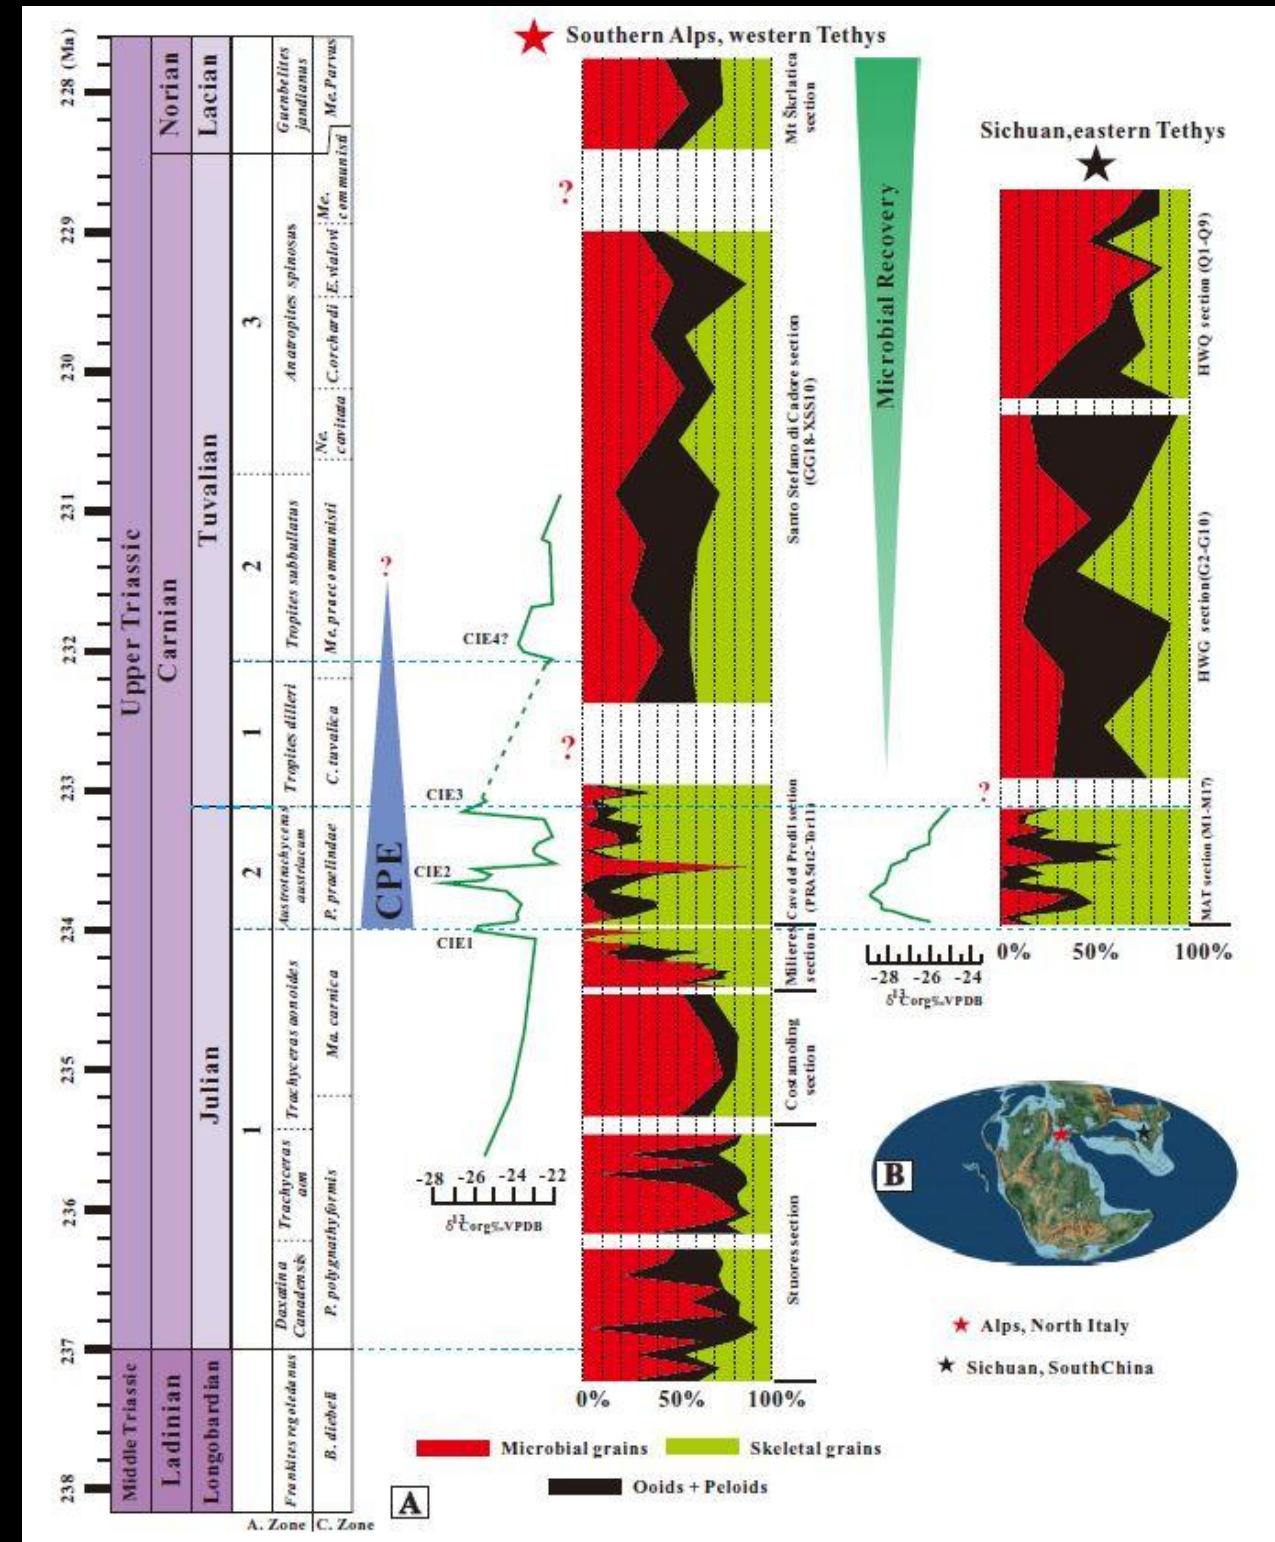 Southern Alps, western Tethys
Sichuan,eastern Tethys
228 (Ma)
229
230
231
232
233
234
235
236
237
238
Upper Triassic
Middle Triassic
Norian
Carnian
Ladinian
Lacian
Tuvalian
Julian
Longobardian
3
2
1
2
1
Guenbelites
jandianus
Anatropites spinosus
Tropites subbullatus
Tropites dilleri
Austrotrachyceras
austriacum
Trachyceras aonoides
Trachyceras
aon
Daxatina
Canadensis
Frankites regoledanus
Me. Parvus
Me.
communisti
E.vialovi
C.orchardi
Ne.
cavitata
Me. praecommunisti
C. tuvalica
P. praelindae
Ma. carnica
P. polygnathyformis
B. diebeli
A. Zone
C. Zone
?
CPE
CIE4?
CIE3
CIE2
CIE1
-28 -26 -24 -22
δ13Corg‰VPDB
?
?
Mt Škrlatica
section
Santo Stefano di Cadore section
(GG18-XSS10)
Cave del Predil section
(PRA5dt2-Tor11)
Milieres
section
Costamoling
section
Stuores section
0% 50% 100%
Microbial Recovery
?
HWQ section (Q1-Q9)
HWG section(G2-G10)
MAT section (M1-M17)
0% 50% 100%
-28 -26 -24
δ13Corg‰VPDB
B
Alps, North Italy
Sichuan, SouthChina
Microbial grains
Skeletal grains
Ooids + Peloids
A